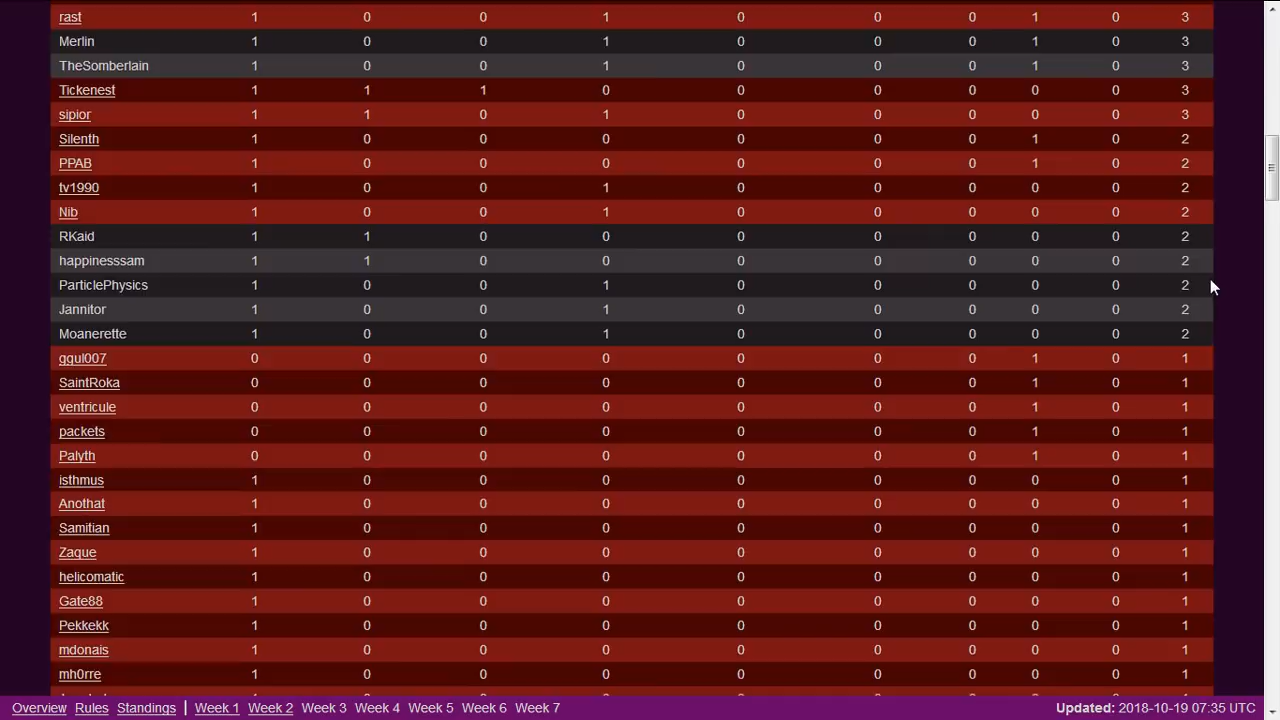 rast 1 0 0 1 0 0 0 1 0 3
Merlin 1 0 0 1 0 0 0 1 0 3
TheSomberlain 1 0 0 1 0 0 0 1 0 3
Tickenest 1 1 1 0 0 0 0 0 0 3
sipior 1 1 0 1 0 0 0 0 0 3
Silenth 1 0 0 0 0 0 0 1 0 2
PPAB 1 0 0 0 0 0 0 1 0 2
tv1990 1 0 0 1 0 0 0 0 0 2
Nib 1 0 0 1 0 0 0 0 0 2
RKaid 1 1 0 0 0 0 0 0 0 2
happinesssam 1 1 0 0 0 0 0 0 0 2
ParticlePhysics 1 0 0 1 0 0 0 0 0 2
Jannitor 1 0 0 1 0 0 0 0 0 2
Moanerette 1 0 0 1 0 0 0 0 0 2
ggul007 0 0 0 0 0 0 0 1 0 1
SaintRoka 0 0 0 0 0 0 0 1 0 1
ventricule 0 0 0 0 0 0 0 1 0 1
packets 0 0 0 0 0 0 0 1 0 1
Palyth 0 0 0 0 0 0 0 1 0 1
isthmus 1 0 0 0 0 0 0 0 0 1
Anothat 1 0 0 0 0 0 0 0 0 1
Samitian 1 0 0 0 0 0 0 0 0 1
Zaque 1 0 0 0 0 0 0 0 0 1
helicomatic 1 0 0 0 0 0 0 0 0 1
Gate88 1 0 0 0 0 0 0 0 0 1
Pekkekk 1 0 0 0 0 0 0 0 0 1
mdonais 1 0 0 0 0 0 0 0 0 1
mh0rre 1 0 0 0 0 0 0 0 0 1
Overview Rules Standings | Week 1 Week 2 Week 3 Week 4 Week 5 Week 6 Week 7 Updated: 2018-10-19 07:35 UTC